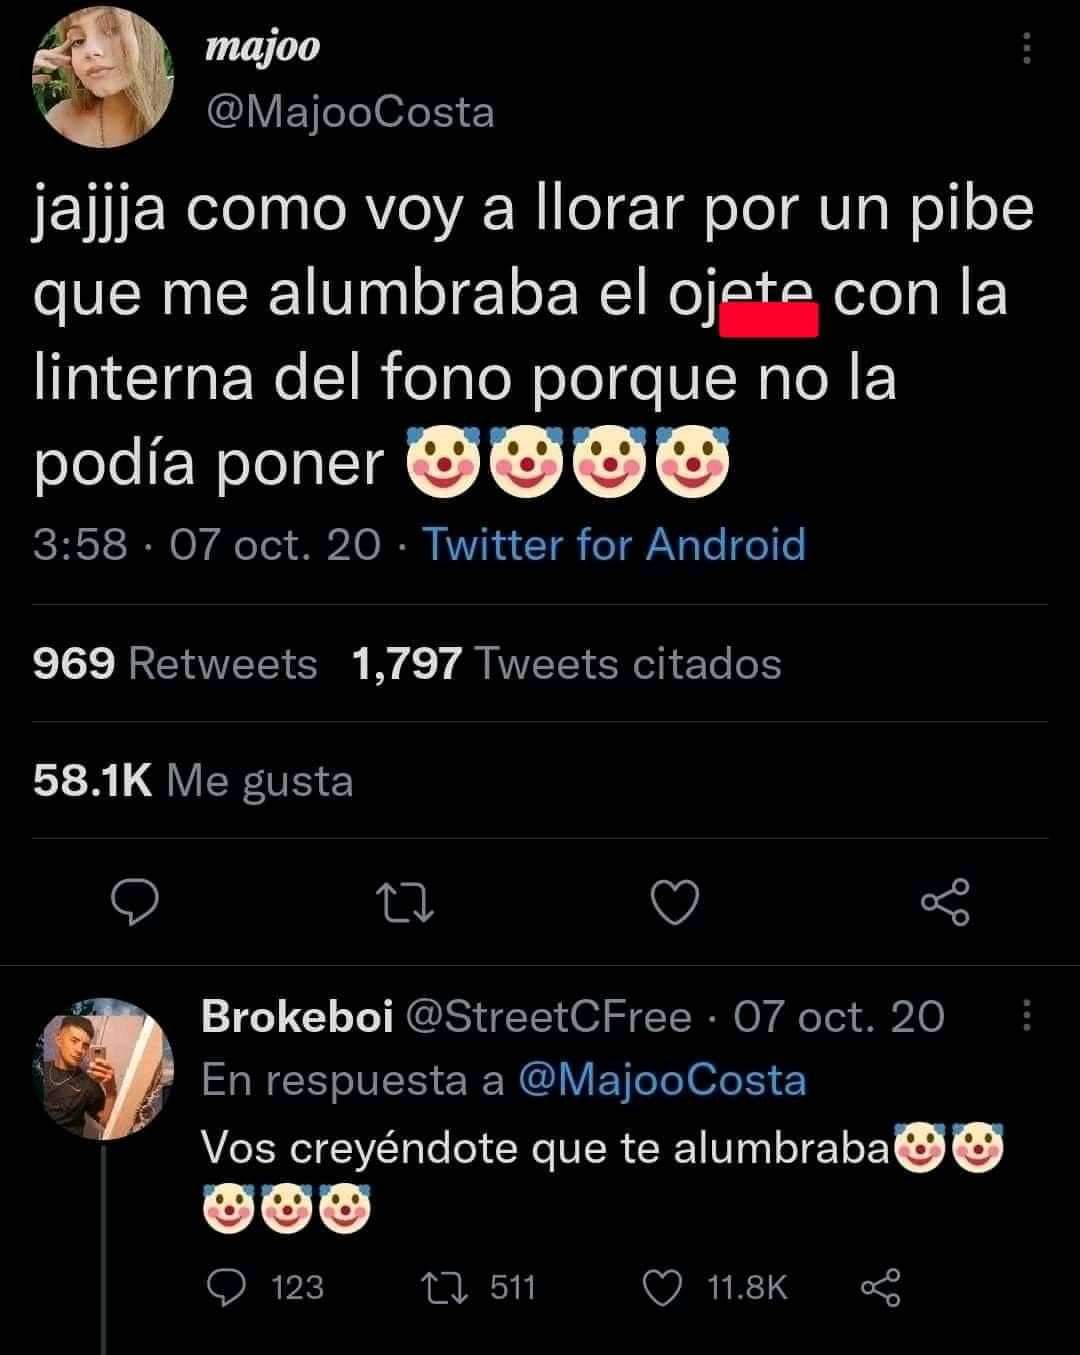 majoo
@MajooCosta
jajjja como voy a llorar por un pibe
que me alumbraba el ojete con la
linterna del fono porque no la
podía poner 🤡🤡🤡🤡
3:58 · 07 oct. 20 · Twitter for Android
969 Retweets 1,797 Tweets citados
58.1K Me gusta
Brokeboi @StreetCFree · 07 oct. 20
En respuesta a @MajooCosta
Vos creyéndote que te alumbraba🤡🤡
🤡🤡🤡
123 511 11.8K